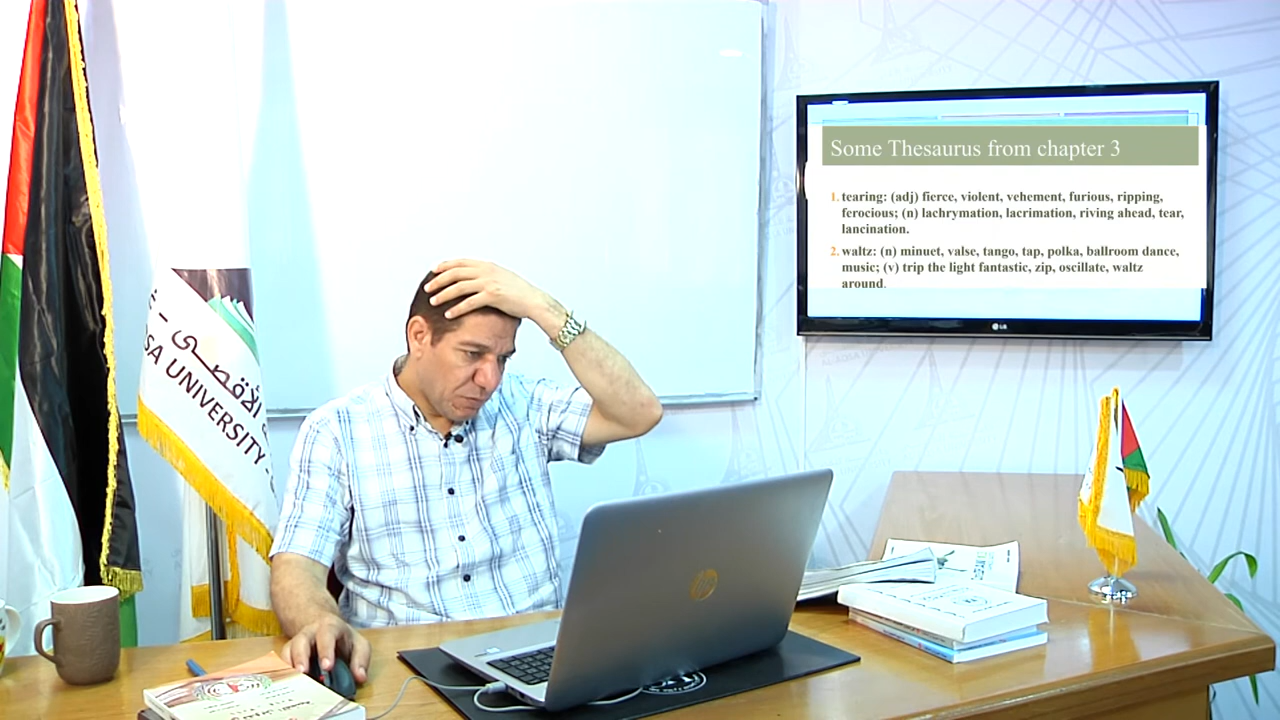 Some Thesaurus from chapter 3
1. tearing: (adj) fierce, violent, vehement, furious, ripping,
ferocious; (n) lachrymation, lacrimation, riving ahead, tear,
lancination.
2. waltz: (n) minuet, valse, tango, tap, polka, ballroom dance,
music; (v) trip the light fantastic, zip, oscillate, waltz
around.
LG
الأقصى
SA UNIVERSITY -
hp